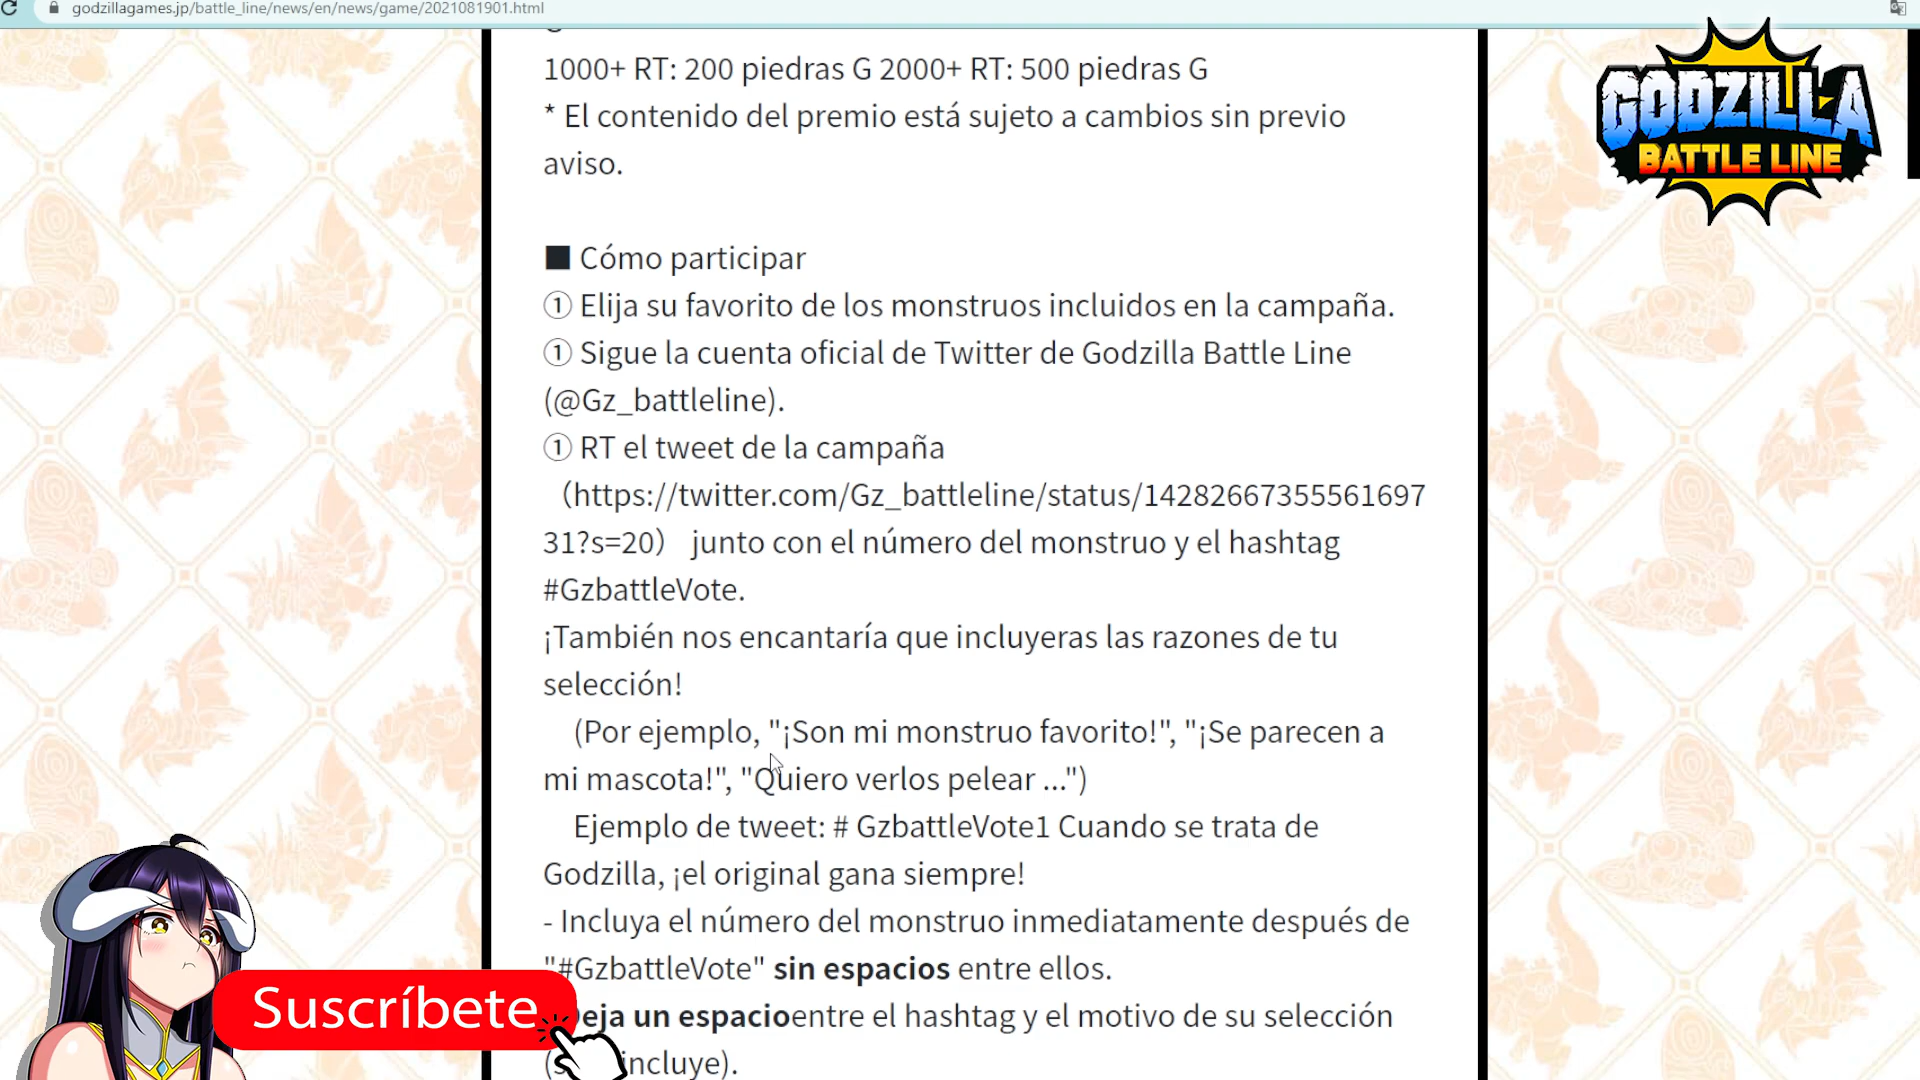 godzillagames.jp/battle_line/news/en/news/game/2021081901.html
1000+ RT: 200 piedras G 2000+ RT: 500 piedras G
* El contenido del premio está sujeto a cambios sin previo
aviso.
GODZILLA
BATTLE LINE
■ Cómo participar
① Elija su favorito de los monstruos incluidos en la campaña.
① Sigue la cuenta oficial de Twitter de Godzilla Battle Line
(@Gz_battleline).
① RT el tweet de la campaña
（https://twitter.com/Gz_battleline/status/14282667355561697
31?s=20） junto con el número del monstruo y el hashtag
#GzbattleVote.
¡También nos encantaría que incluyeras las razones de tu
selección!
(Por ejemplo, "¡Son mi monstruo favorito!", "¡Se parecen a
mi mascota!", "Quiero verlos pelear ...")
Ejemplo de tweet: # GzbattleVote1 Cuando se trata de
Godzilla, ¡el original gana siempre!
- Incluya el número del monstruo inmediatamente después de
"#GzbattleVote" sin espacios entre ellos.
un espacioentre el hashtag y el motivo de su selección
Suscríbete